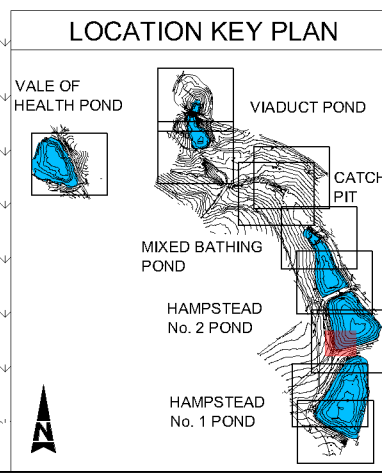 LOCATION KEY PLAN
VALE OF
HEALTH POND
VIADUCT POND
CATCH
PIT
MIXED BATHING
POND
HAMPSTEAD
No. 2 POND
HAMPSTEAD
No. 1 POND
N